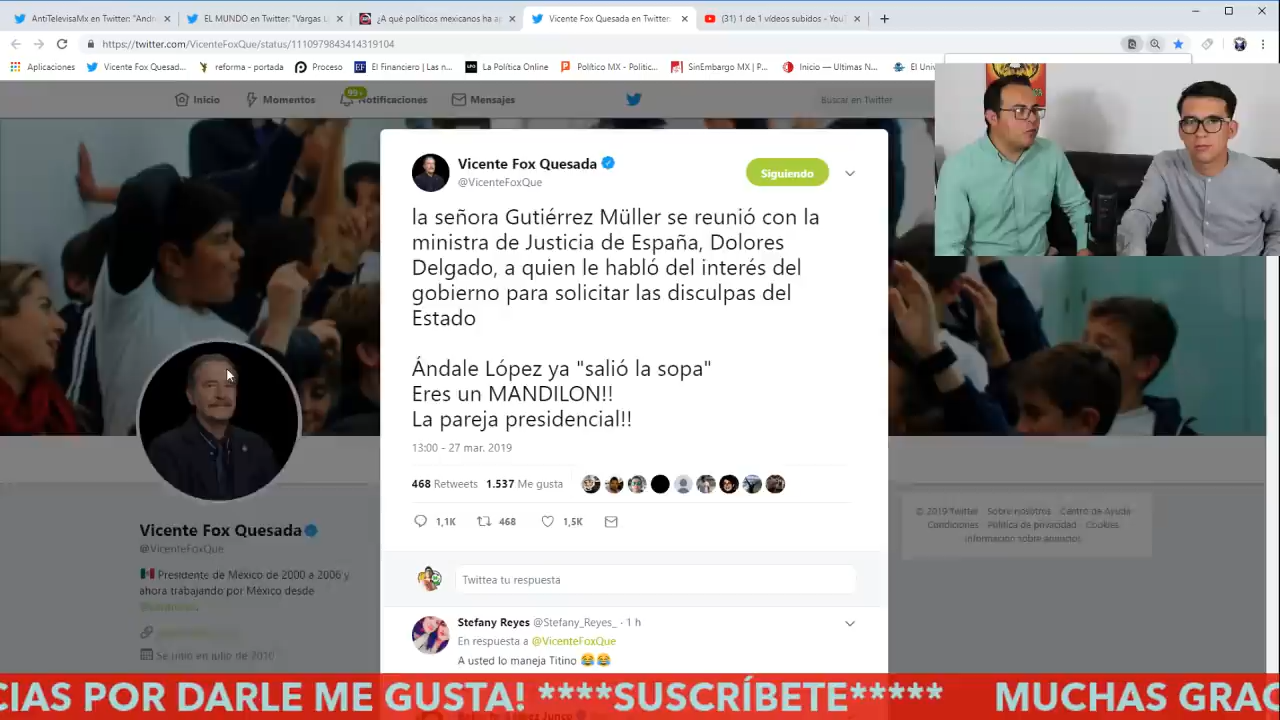 AntiTelevisaMx en Twitter: "Andr
EL MUNDO en Twitter: "Vargas L
¿A qué políticos mexicanos ha ap
Vicente Fox Quesada en Twitter:
(31) 1 de 1 vídeos subidos - YouT
https://twitter.com/VicenteFoxQue/status/1110979843414319104
Aplicaciones
Vicente Fox Quesad...
reforma - portada
Proceso
El Financiero | Las n...
La Política Online
Político MX - Politic...
SinEmbargo MX | P...
Inicio — Ultimas N...
El Univ
Inicio
Momentos
99+
Notificaciones
Mensajes
Buscar en Twitter
Vicente Fox Quesada
@VicenteFoxQue
Siguiendo
la señora Gutiérrez Müller se reunió con la
ministra de Justicia de España, Dolores
Delgado, a quien le habló del interés del
gobierno para solicitar las disculpas del
Estado
Ándale López ya "salió la sopa"
Eres un MANDILON!!
La pareja presidencial!!
13:00 - 27 mar. 2019
468 Retweets 1.537 Me gusta
1,1K 468 1,5K
Twittea tu respuesta
Stefany Reyes @Stefany_Reyes_ · 1 h
En respuesta a @VicenteFoxQue
A usted lo maneja Titino 😂😂
Vicente Fox Quesada
@VicenteFoxQue
🇲🇽 Presidente de México de 2000 a 2006 y
ahora trabajando por México desde
Se unió en julio de 2010
© 2019 Twitter Sobre nosotros Centro de Ayuda
Condiciones Política de privacidad Cookies
Información sobre anuncios
CIAS POR DARLE ME GUSTA! ****SUSCRÍBETE***** MUCHAS GRAC